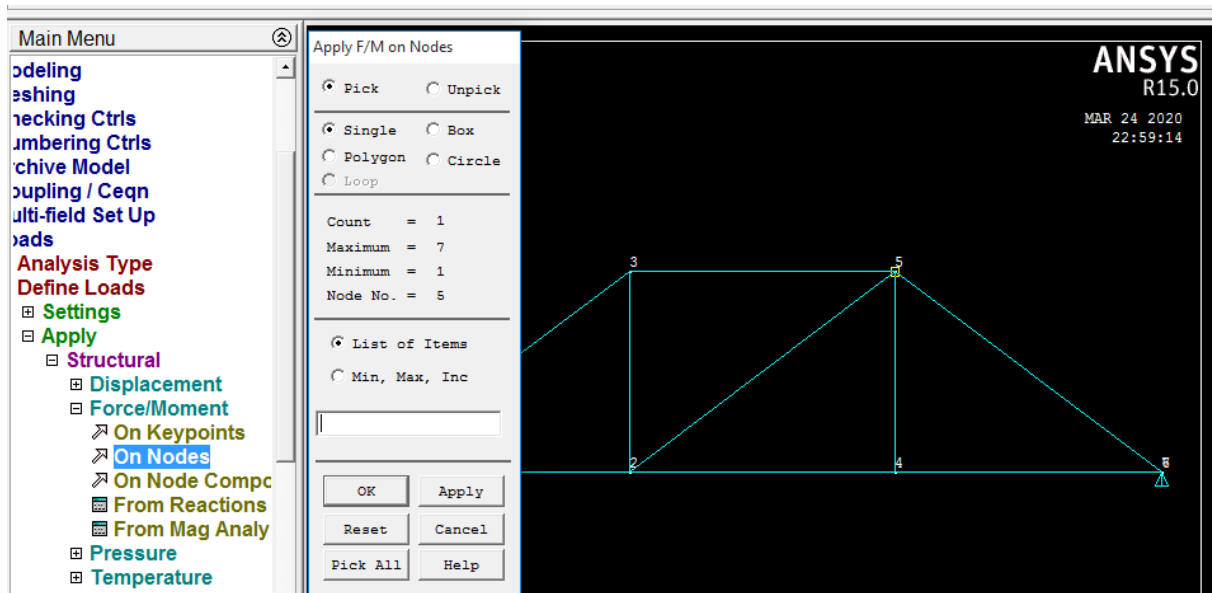 Main Menu
odeling
eshing
hecking Ctrls
umbering Ctrls
rchive Model
oupling / Ceqn
ulti-field Set Up
oads
Analysis Type
Define Loads
Settings
Apply
Structural
Displacement
Force/Moment
On Keypoints
On Nodes
On Node Compo
From Reactions
From Mag Analy
Pressure
Temperature
Apply F/M on Nodes
Pick Unpick
Single Box
Polygon Circle
Loop
Count = 1
Maximum = 7
Minimum = 1
Node No. = 5
List of Items
Min, Max, Inc
OK Apply
Reset Cancel
Pick All Help
ANSYS
R15.0
MAR 24 2020
22:59:14
3 5
2 4